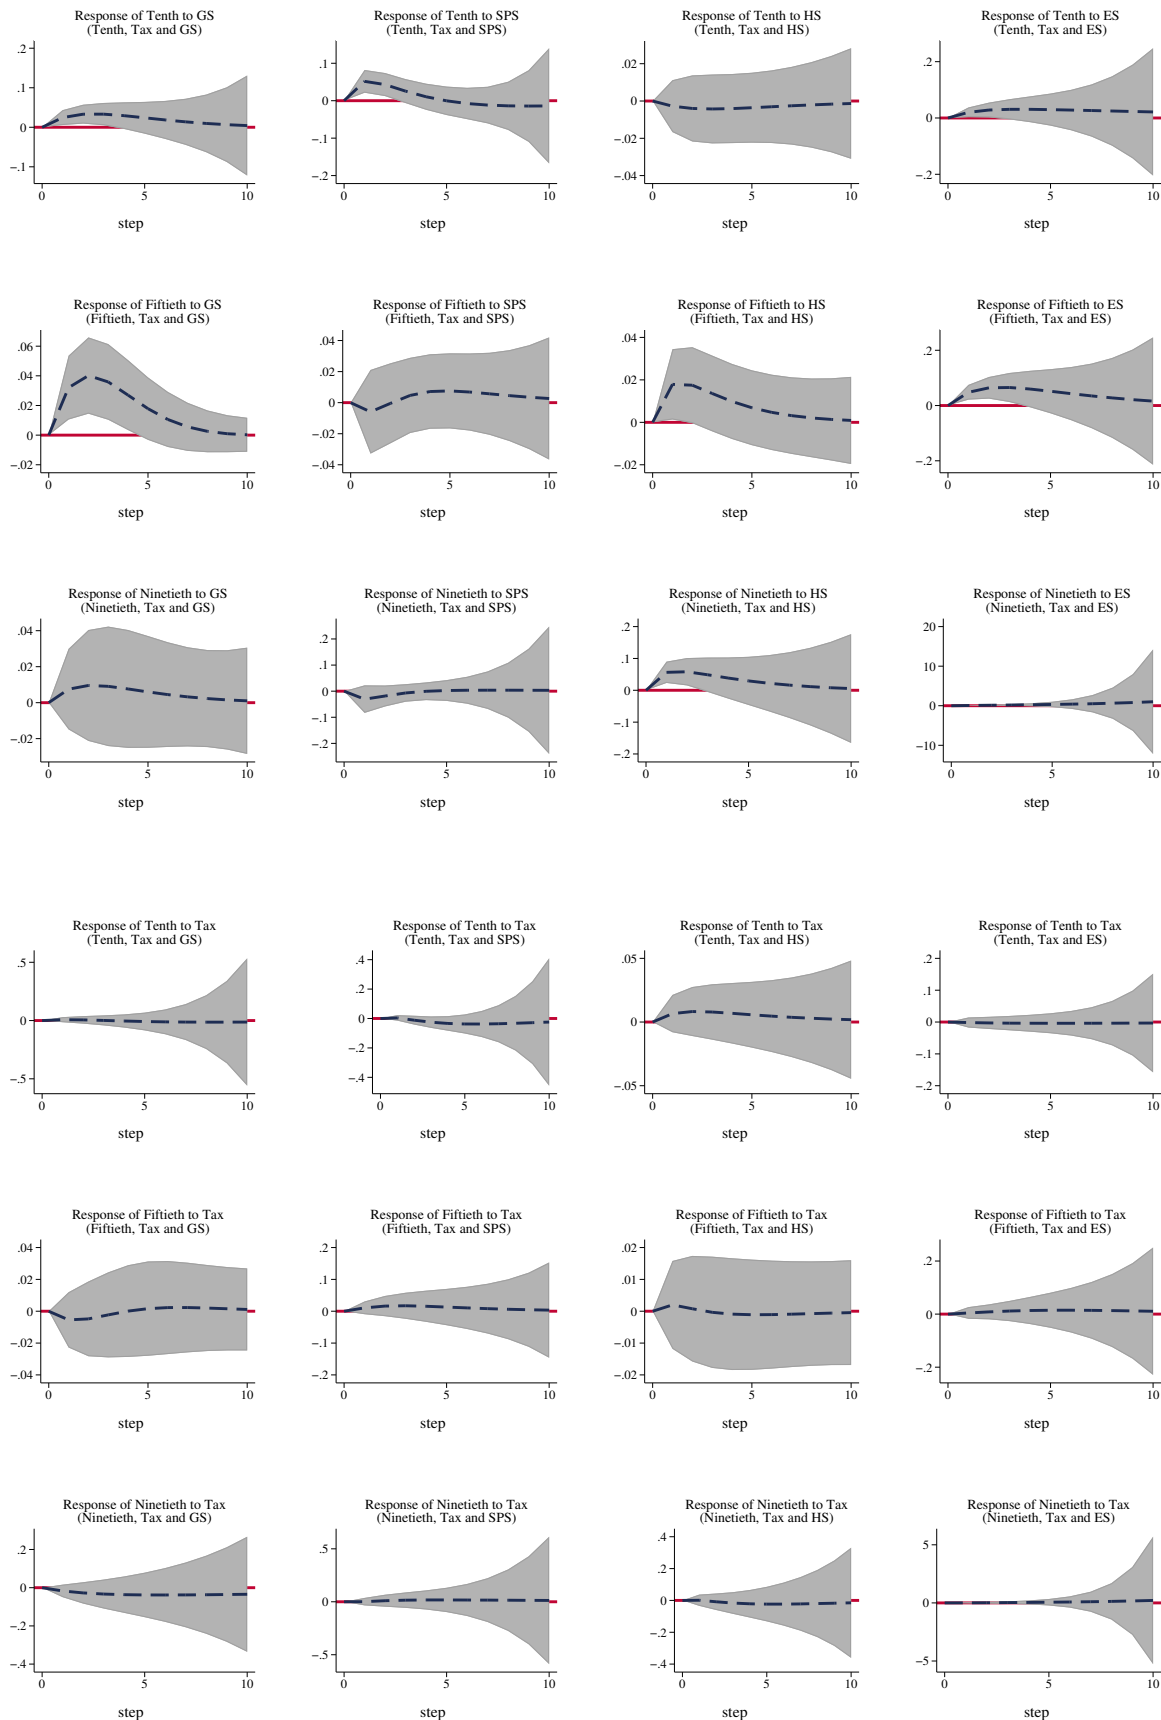 Response of Tenth to GS
(Tenth, Tax and GS)
.2
.1
0
−.1
0
5
10
step
Response of Tenth to SPS
(Tenth, Tax and SPS)
.1
0
−.1
−.2
0
5
10
Response of Tenth to HS
(Tenth, Tax and HS)
.02
0
−.02
−.04
0
5
10
step
Response of Tenth to ES
(Tenth, Tax and ES)
.2
0
−.2
0
5
10
step
Response of Fiftieth to GS
(Fiftieth, Tax and GS)
.06
.04
.02
0
−.02
0
5
10
step
Response of Fiftieth to SPS
(Fiftieth, Tax and SPS)
.04
.02
0
−.02
−.04
0
5
10
step
Response of Fiftieth to HS
(Fiftieth, Tax and HS)
.04
.02
0
−.02
0
5
10
step
Response of Fiftieth to ES
(Fiftieth, Tax and ES)
.2
0
−.2
0
5
10
step
Response of Ninetieth to GS
(Ninetieth, Tax and GS)
.04
.02
0
−.02
0
5
10
step
Response of Ninetieth to SPS
(Ninetieth, Tax and SPS)
.2
.1
0
−.1
−.2
0
5
10
step
Response of Ninetieth to HS
(Ninetieth, Tax and HS)
.2
.1
0
−.1
−.2
0
5
10
step
Response of Ninetieth to ES
(Ninetieth, Tax and ES)
20
10
0
−10
0
5
10
step
Response of Tenth to Tax
(Tenth, Tax and GS)
.5
0
−.5
0
5
10
step
Response of Tenth to Tax
(Tenth, Tax and SPS)
.4
.2
0
−.2
−.4
0
5
10
step
Response of Tenth to Tax
(Tenth, Tax and HS)
.05
0
−.05
0
5
10
step
Response of Tenth to Tax
(Tenth, Tax and ES)
.2
.1
0
−.1
−.2
0
5
10
step
Response of Fiftieth to Tax
(Fiftieth, Tax and GS)
.04
.02
0
−.02
−.04
0
5
10
step
Response of Fiftieth to Tax
(Fiftieth, Tax and SPS)
.2
.1
0
−.1
−.2
0
5
10
step
Response of Fiftieth to Tax
(Fiftieth, Tax and HS)
.02
.01
0
−.01
−.02
0
5
10
step
Response of Fiftieth to Tax
(Fiftieth, Tax and ES)
.2
0
−.2
0
5
10
step
Response of Ninetieth to Tax
(Ninetieth, Tax and GS)
.2
0
−.2
−.4
0
5
10
step
Response of Ninetieth to Tax
(Ninetieth, Tax and SPS)
.5
0
−.5
0
5
10
step
Response of Ninetieth to Tax
(Ninetieth, Tax and HS)
.4
.2
0
−.2
−.4
0
5
10
step
Response of Ninetieth to Tax
(Ninetieth, Tax and ES)
5
0
−5
0
5
10
step